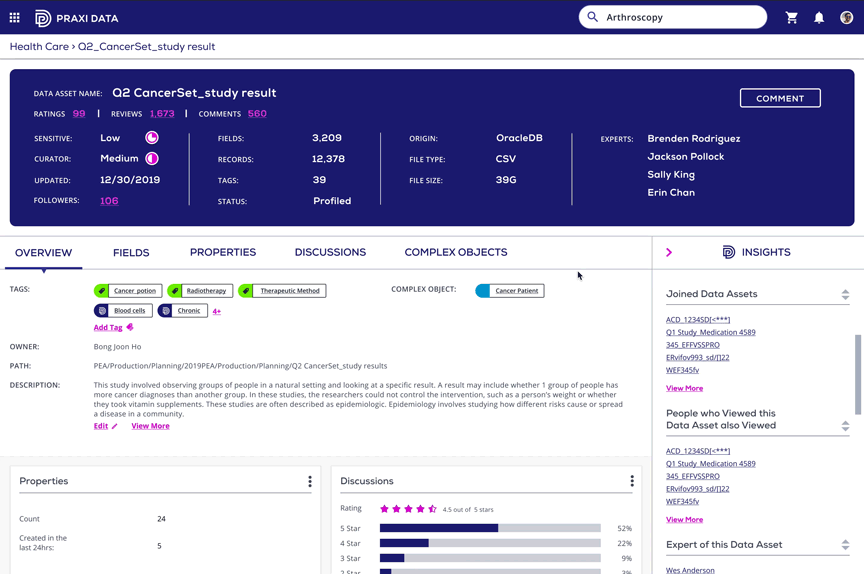 PRAXI DATA
Arthroscopy
Health Care > Q2_CancerSet_study result
DATA ASSET NAME: Q2 CancerSet_study result
COMMENT
RATINGS 99 | REVIEWS 1,673 | COMMENTS 560
SENSITIVE: Low
CURATOR: Medium
UPDATED: 12/30/2019
FOLLOWERS: 106
FIELDS: 3,209
RECORDS: 12,378
TAGS: 39
STATUS: Profiled
ORIGIN: OracleDB
FILE TYPE: CSV
FILE SIZE: 39G
EXPERTS: Brenden Rodriguez
Jackson Pollock
Sally King
Erin Chan
OVERVIEW FIELDS PROPERTIES DISCUSSIONS COMPLEX OBJECTS
TAGS: Cancer_potion Radiotherapy Therapeutic Method
Blood cells Chronic 4+
Add Tag
COMPLEX OBJECT: Cancer Patient
OWNER: Bong Joon Ho
PATH: PEA/Production/Planning/2019PEA/Production/Planning/Q2 CancerSet_study results
DESCRIPTION: This study involved observing groups of people in a natural setting and looking at a specific result. A result may include whether 1 group of people has
more cancer diagnoses than another group. In these studies, the researchers could not control the intervention, such as a person's weight or whether
they took vitamin supplements. These studies are often described as epidemiologic. Epidemiology involves studying how different risks cause or spread
a disease in a community.
Edit View More
Properties
Count 24
Created in the
last 24hrs: 5
Discussions
Rating 4.5 out of 5 stars
5 Star 52%
4 Star 22%
3 Star 9%
2 Star 3%
INSIGHTS
Joined Data Assets
ACD_1234SD[<***]
Q1 Study_Medication 4589
345_EFFVSSPRO
ERvifov993_sd/[]22
WEF345fv
View More
People who Viewed this
Data Asset also Viewed
ACD_1234SD[<***]
Q1 Study_Medication 4589
345_EFFVSSPRO
ERvifov993_sd/[]22
WEF345fv
View More
Expert of this Data Asset
Wes Anderson